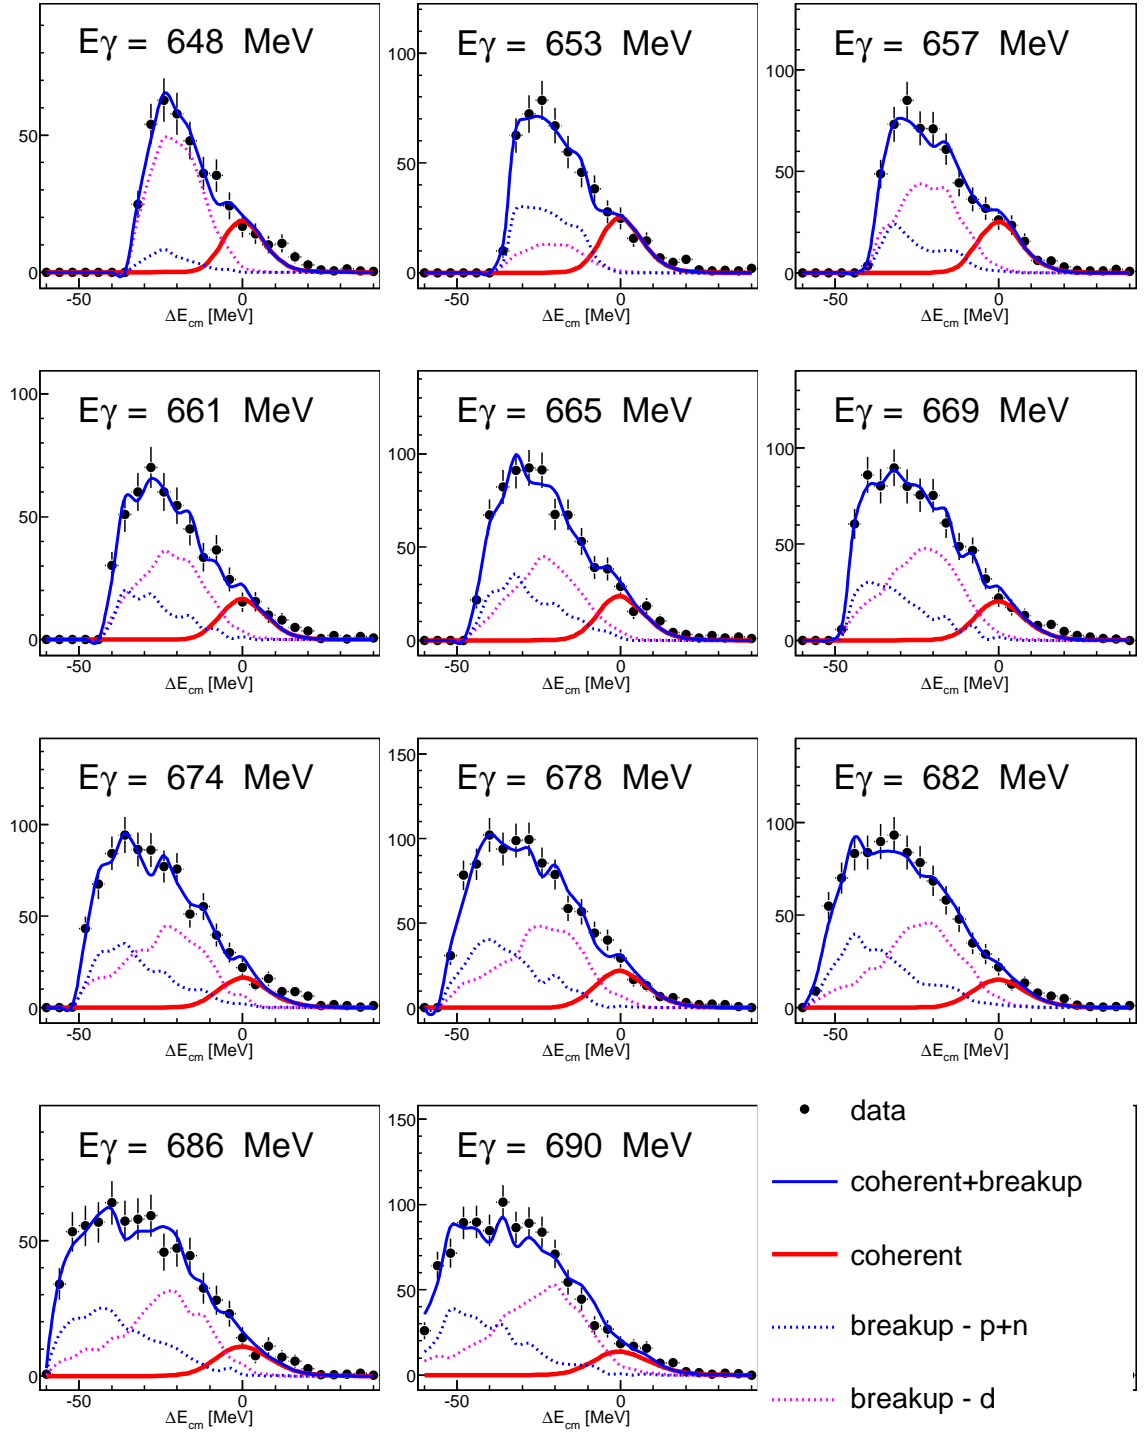 Eγ = 648 MeV
50
0
-50 0
ΔE_cm [MeV]
Eγ = 653 MeV
100
50
0
-50 0
ΔE_cm [MeV]
Eγ = 657 MeV
100
50
0
-50 0
ΔE_cm [MeV]
Eγ = 661 MeV
100
50
0
-50 0
ΔE_cm [MeV]
Eγ = 665 MeV
100
50
0
-50 0
ΔE_cm [MeV]
Eγ = 669 MeV
100
50
0
-50 0
ΔE_cm [MeV]
Eγ = 674 MeV
100
50
0
-50 0
ΔE_cm [MeV]
Eγ = 678 MeV
150
100
50
0
-50 0
ΔE_cm [MeV]
Eγ = 682 MeV
100
50
0
-50 0
ΔE_cm [MeV]
Eγ = 686 MeV
50
0
-50 0
ΔE_cm [MeV]
Eγ = 690 MeV
150
100
50
0
-50 0
ΔE_cm [MeV]
data
coherent+breakup
coherent
breakup - p+n
breakup - d